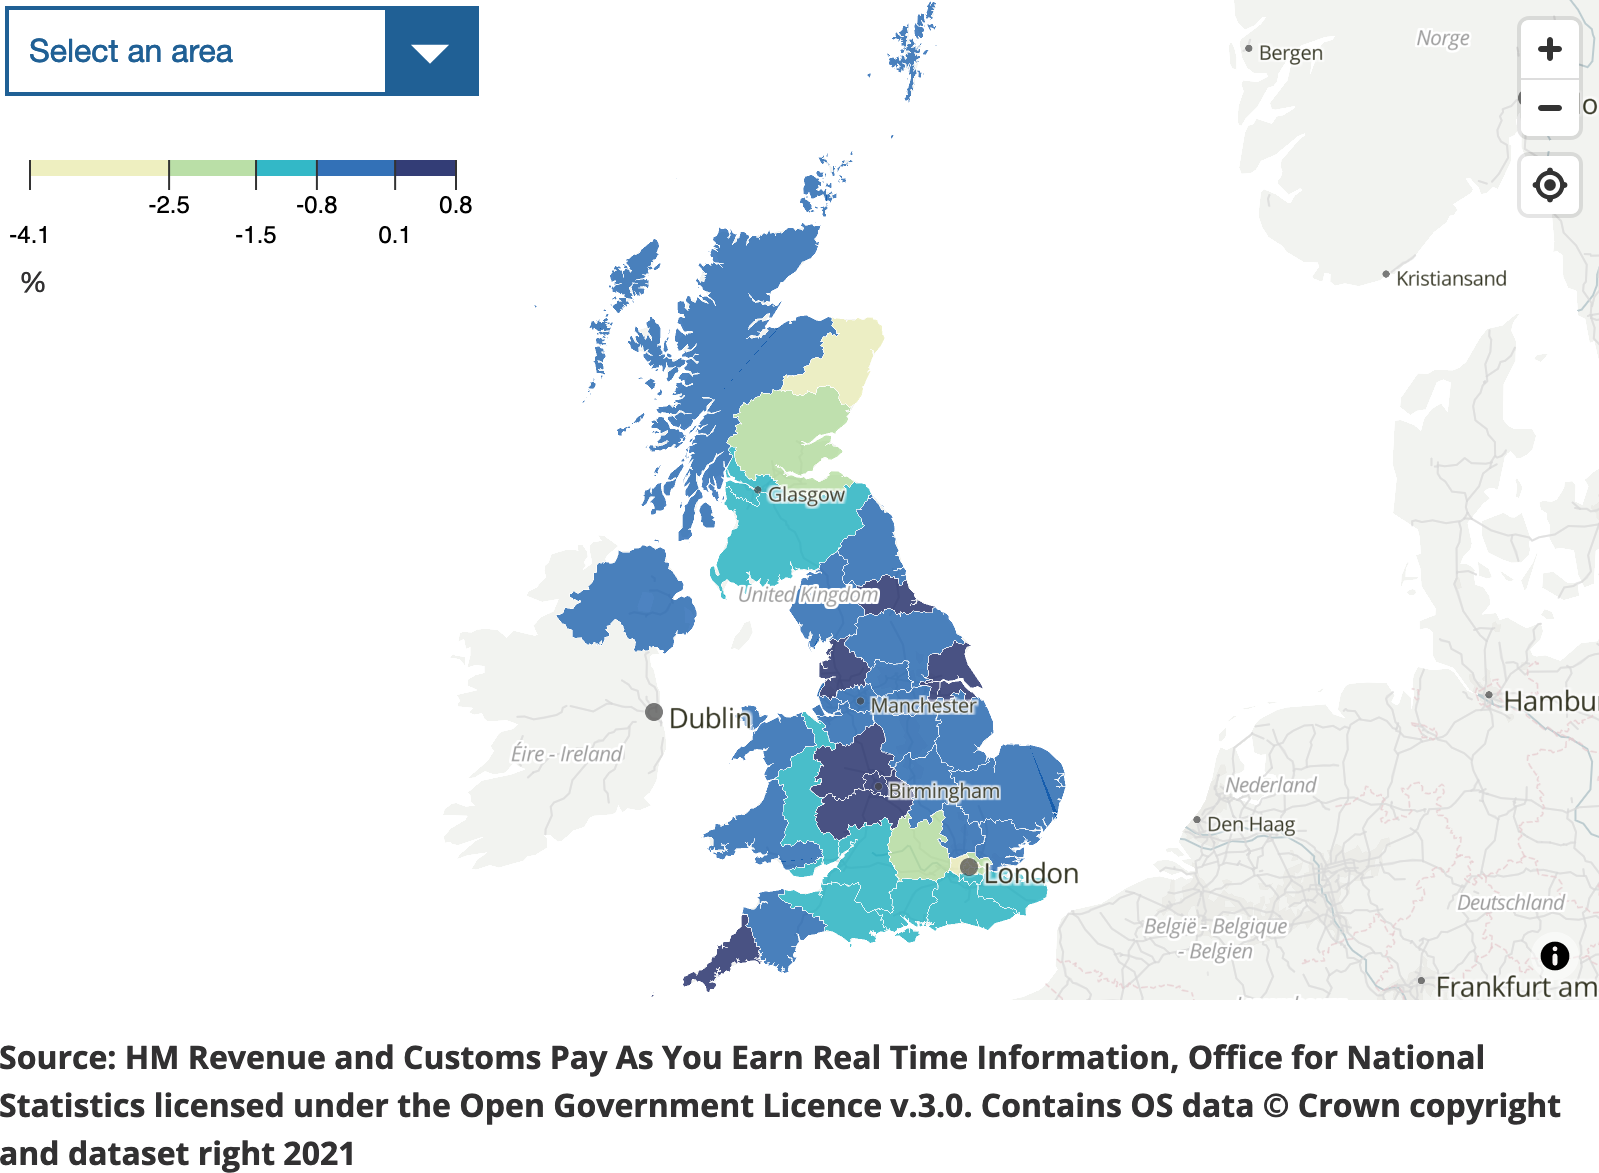 Select an area
-2.5
-0.8
0.8
-4.1
-1.5
0.1
%
Bergen
Norge
o
Kristiansand
Glasgow
United Kingdom
Dublin
Manchester
Hambu
Éire - Ireland
Birmingham
Nederland
Den Haag
London
Deutschland
België - Belgique
- Belgien
Frankfurt am
Source: HM Revenue and Customs Pay As You Earn Real Time Information, Office for National
Statistics licensed under the Open Government Licence v.3.0. Contains OS data © Crown copyright
and dataset right 2021